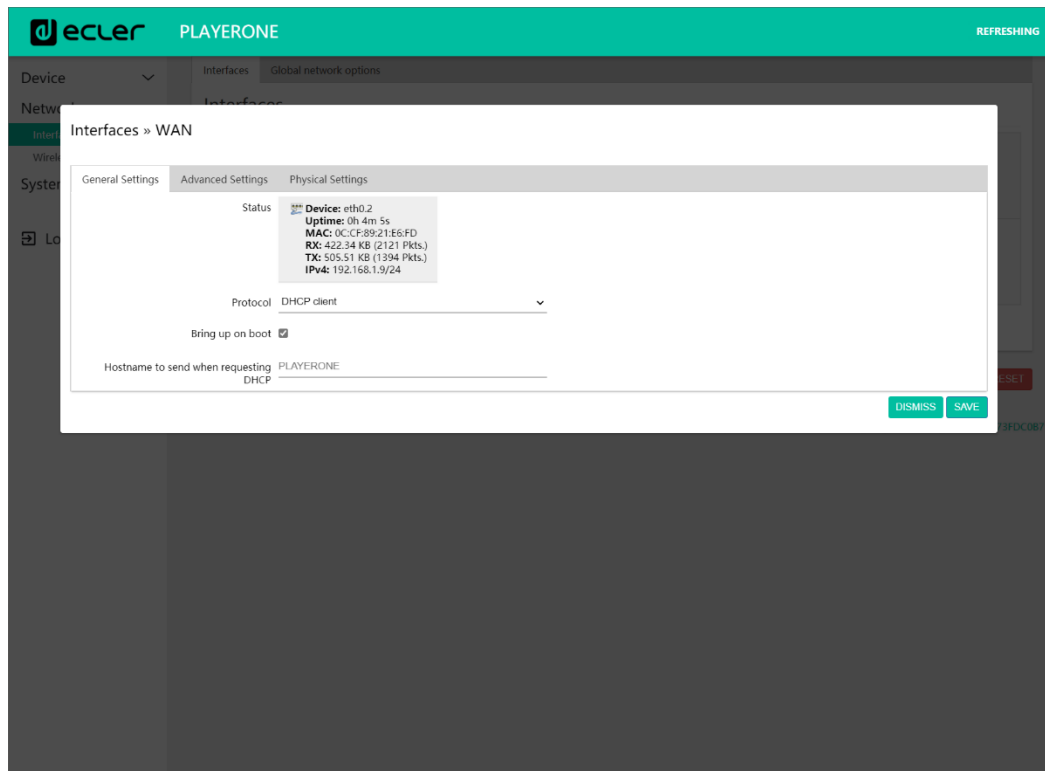 ecler PLAYERONE REFRESHING
Device
Interfaces Global network options
Interfaces
Interfaces » WAN
General Settings Advanced Settings Physical Settings
Status
Device: eth0.2
Uptime: 0h 4m 5s
MAC: 0C:CF:89:21:E6:FD
RX: 422.34 KB (2121 Pkts.)
TX: 505.51 KB (1394 Pkts.)
IPv4: 192.168.1.9/24
Protocol DHCP client
Bring up on boot
Hostname to send when requesting DHCP PLAYERONE
DISMISS SAVE